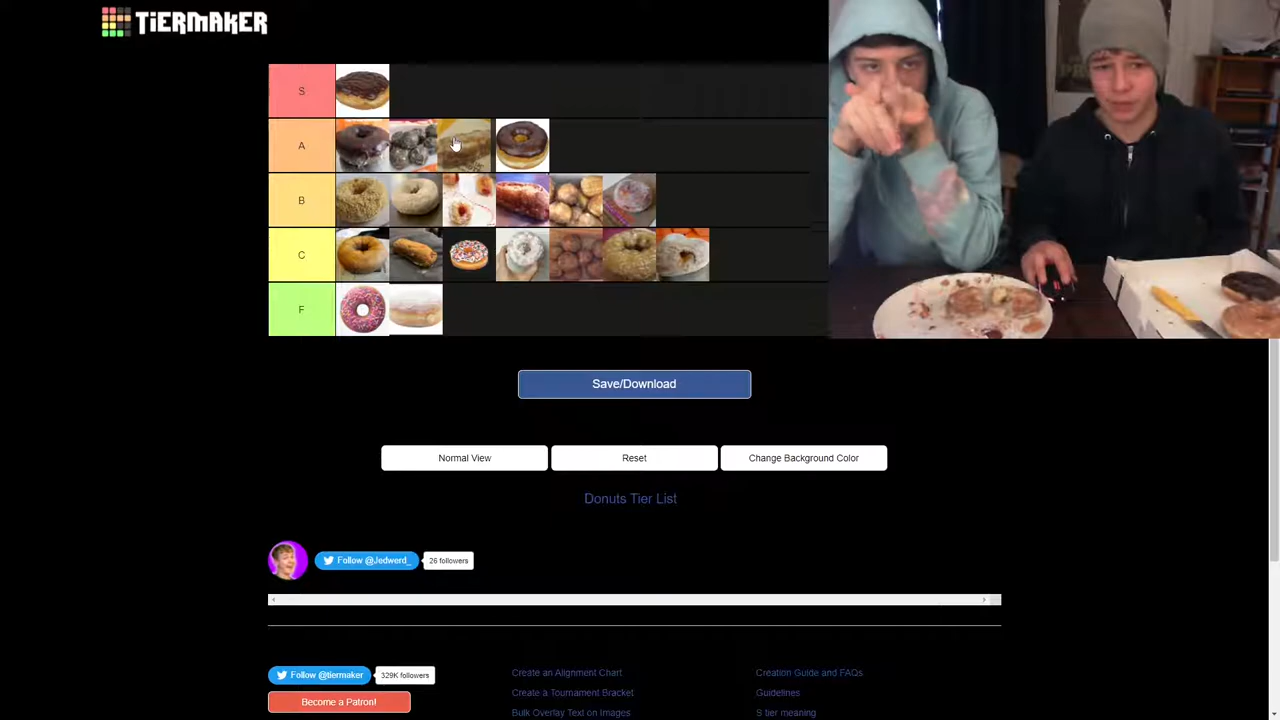 TIERMAKER
S
A
B
C
F
Save/Download
Normal View
Reset
Change Background Color
Donuts Tier List
Follow @Jedwerd_
26 followers
Follow @tiermaker
329K followers
Become a Patron!
Create an Alignment Chart
Create a Tournament Bracket
Bulk Overlay Text on Images
Creation Guide and FAQs
Guidelines
S tier meaning